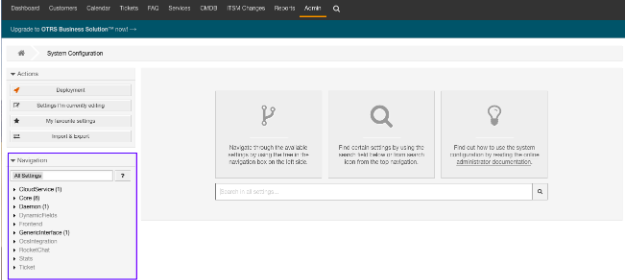 Dashboard Customers Calendar Tickets FAQ Services CMDB ITSM Changes Reports Admin
Upgrade to OTRS Business Solution™ now! →
System Configuration
Actions
Deployment
Settings I'm currently editing
My favourite settings
Import & Export
Navigation
All Settings ?
CloudService (1)
Core (8)
Daemon (1)
DynamicFields
Frontend
GenericInterface (1)
OcsIntegration
RocketChat
Stats
Ticket
Navigate through the available
settings by using the tree in the
navigation box on the left side.
Find certain settings by using the
search field below or from search
icon from the top navigation.
Find out how to use the system
configuration by reading the online
administrator documentation.
Search in all settings...